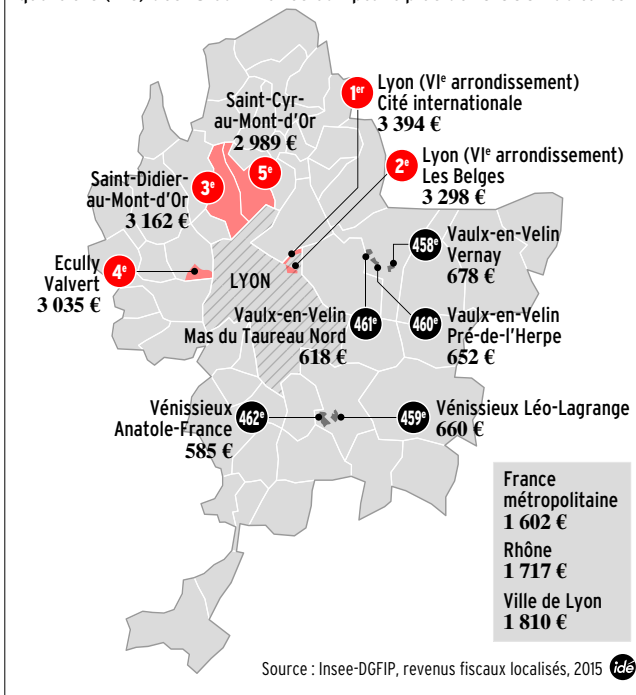 1er
Lyon (VIe arrondissement)
Cité internationale
3 394 €
Saint-Cyr-
au-Mont-d'Or
2 989 €
5e
2e
Lyon (VIe arrondissement)
Les Belges
3 298 €
Saint-Didier-
au-Mont-d'Or
3 162 €
3e
Ecully
Valvert
3 035 €
4e
LYON
458e
Vaulx-en-Velin
Vernay
678 €
Vaulx-en-Velin
Mas du Taureau Nord
618 €
461e
460e
Vaulx-en-Velin
Pré-de-l'Herpe
652 €
Vénissieux
Anatole-France
585 €
462e
459e
Vénissieux Léo-Lagrange
660 €
France
métropolitaine
1 602 €
Rhône
1 717 €
Ville de Lyon
1 810 €
Source : Insee-DGFIP, revenus fiscaux localisés, 2015
idé